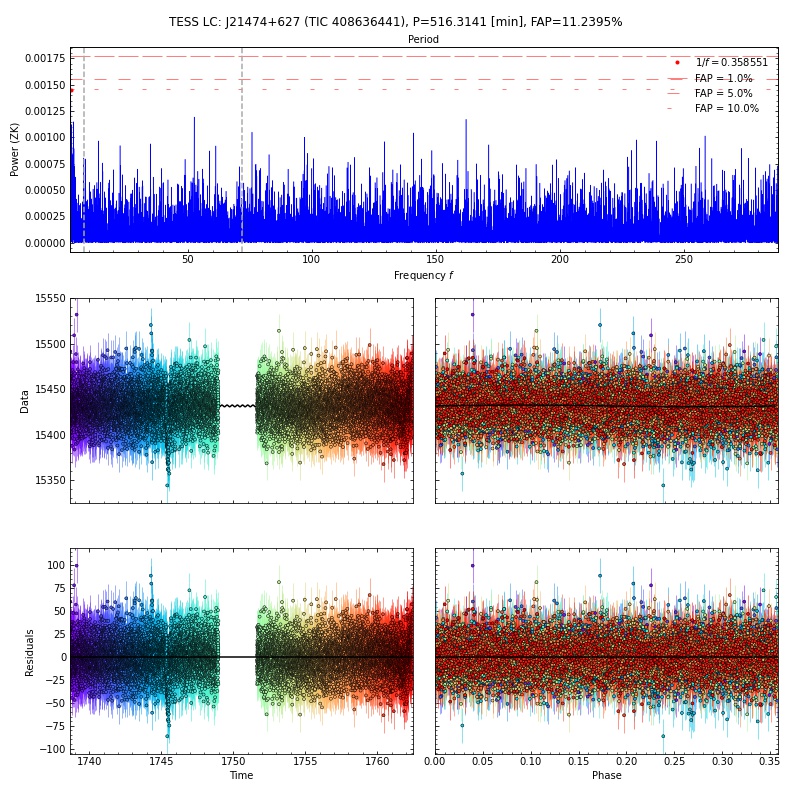 TESS LC: J21474+627 (TIC 408636441), P=516.3141 [min], FAP=11.2395%
Period
0.00175
0.00150
0.00125
0.00100
0.00075
0.00050
0.00025
0.00000
Power (ZK)
1/f = 0.358551
FAP = 1.0%
FAP = 5.0%
FAP = 10.0%
50 100 150 200 250
Frequency f
15550
15500
15450
15400
15350
Data
100
75
50
25
0
−25
−50
−75
−100
Residuals
1740 1745 1750 1755 1760
Time
0.00 0.05 0.10 0.15 0.20 0.25 0.30 0.35
Phase